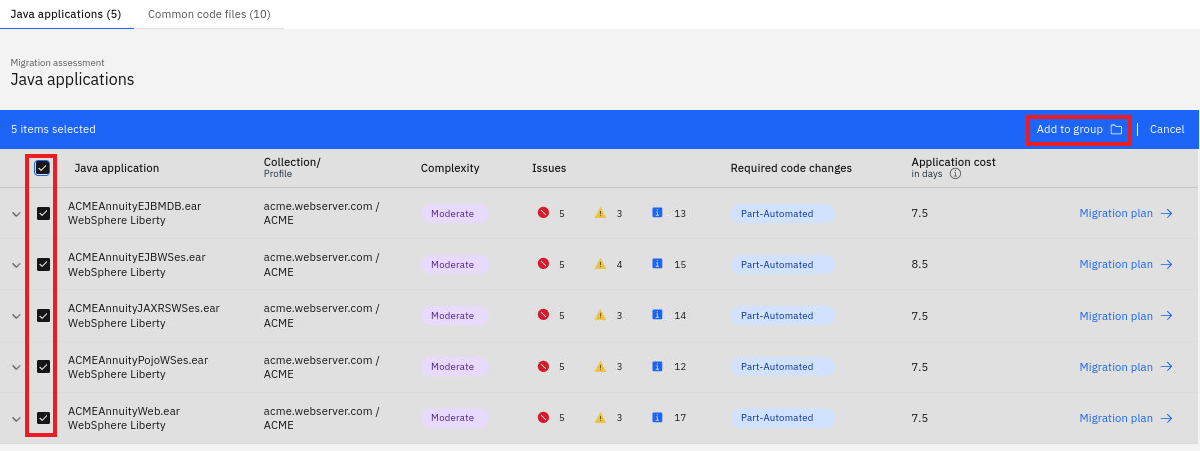 Java applications (5) Common code files (10)
Migration assessment
Java applications
5 items selected Add to group Cancel
Java application Collection/ Complexity Issues Required code changes Application cost
Profile in days
ACMEAnnuityEJBMDB.ear acme.webserver.com /
WebSphere Liberty ACME Moderate 5 3 13 Part-Automated 7.5 Migration plan
ACMEAnnuityEJBWSes.ear acme.webserver.com /
WebSphere Liberty ACME Moderate 5 4 15 Part-Automated 8.5 Migration plan
ACMEAnnuityJAXRSWSes.ear acme.webserver.com /
WebSphere Liberty ACME Moderate 5 3 14 Part-Automated 7.5 Migration plan
ACMEAnnuityPojoWSes.ear acme.webserver.com /
WebSphere Liberty ACME Moderate 5 3 12 Part-Automated 7.5 Migration plan
ACMEAnnuityWeb.ear acme.webserver.com /
WebSphere Liberty ACME Moderate 5 3 17 Part-Automated 7.5 Migration plan